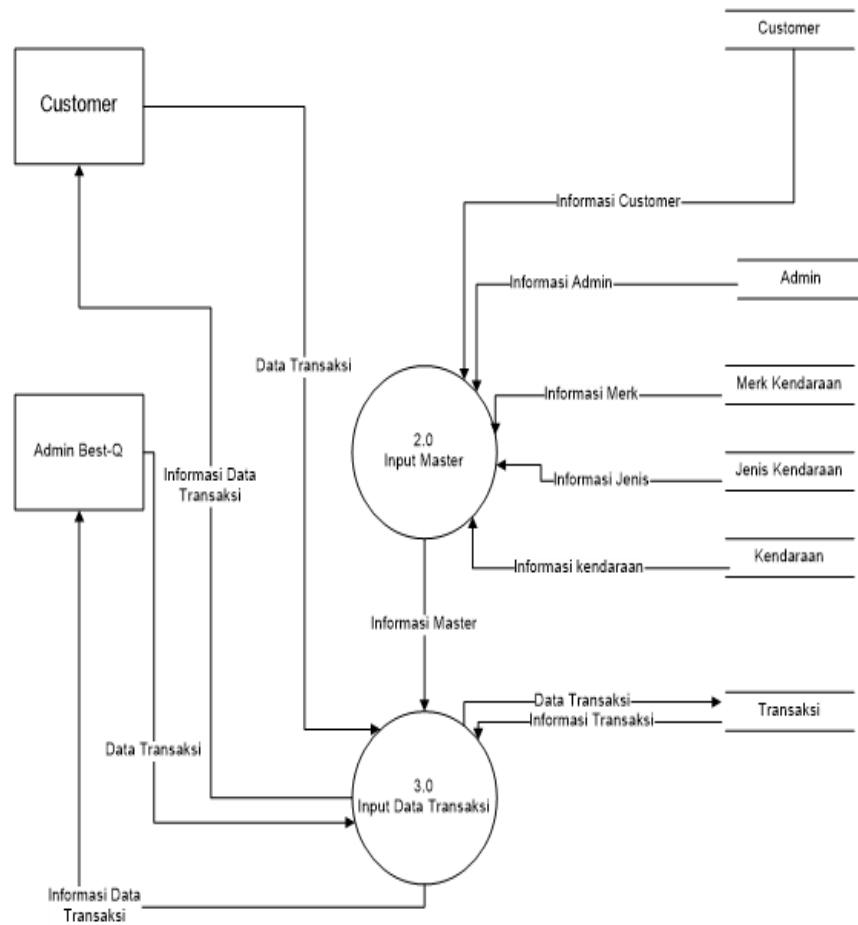 Customer
Customer
Informasi Customer
Informasi Admin
Admin
Data Transaksi
Informasi Merk
Merk Kendaraan
2.0
Input Master
Admin Best-Q
Informasi Data
Transaksi
Informasi Jenis
Jenis Kendaraan
Informasi kendaraan
Kendaraan
Informasi Master
Data Transaksi
Informasi Transaksi
Transaksi
Data Transaksi
3.0
Input Data Transaksi
Informasi Data
Transaksi